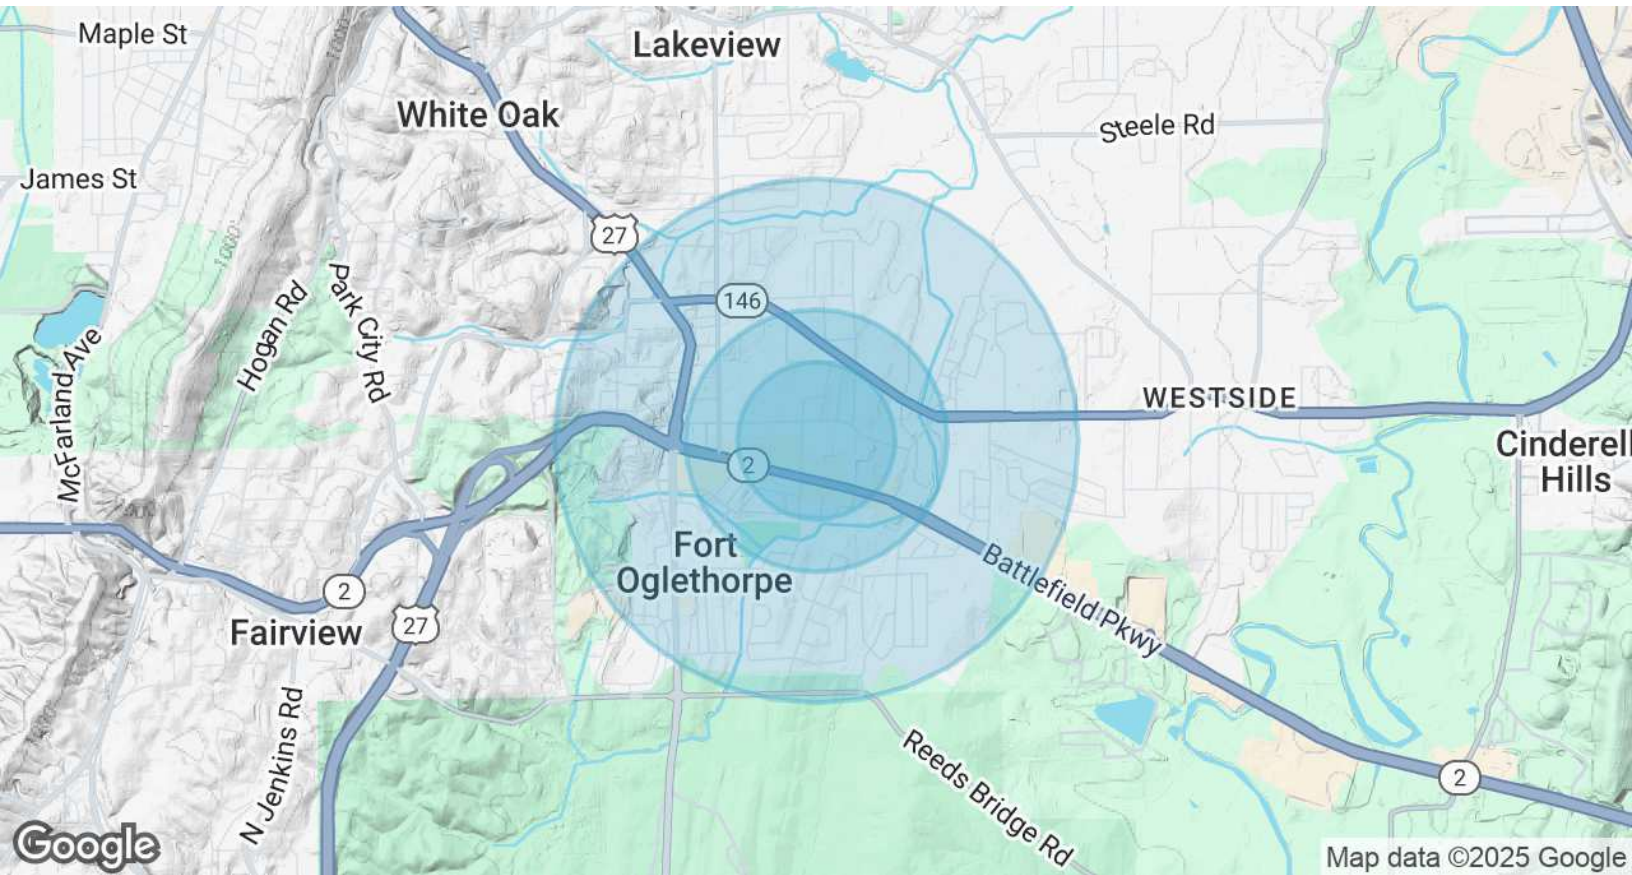 Maple St
Lakeview
White Oak
Steele Rd
James St
1000'
1000'
27
146
Hogan Rd
Park City Rd
McFarland Ave
WESTSIDE
2
Cinderell
Hills
Fort
Oglethorpe
Battlefield Pkwy
2
27
Fairview
N Jenkins Rd
Reeds Bridge Rd
2
Google
Map data ©2025 Google